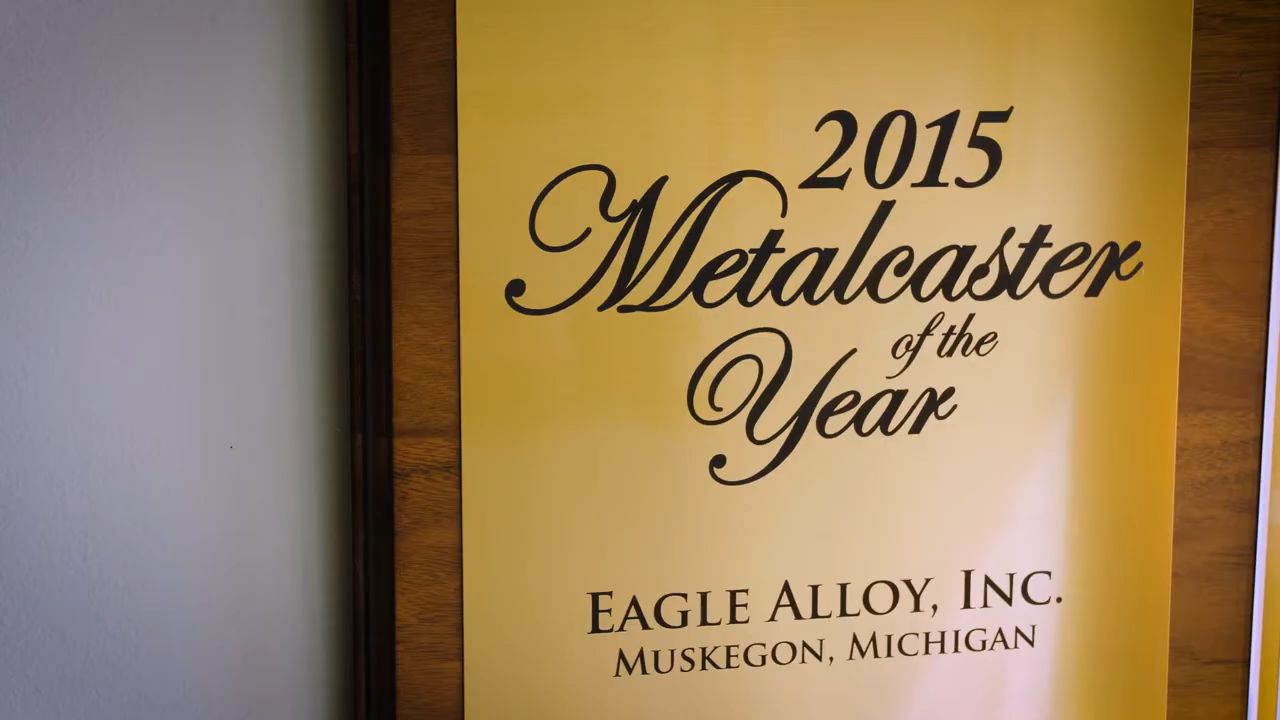 2015
Metalcaster
of the
Year
EAGLE ALLOY, INC.
MUSKEGON, MICHIGAN